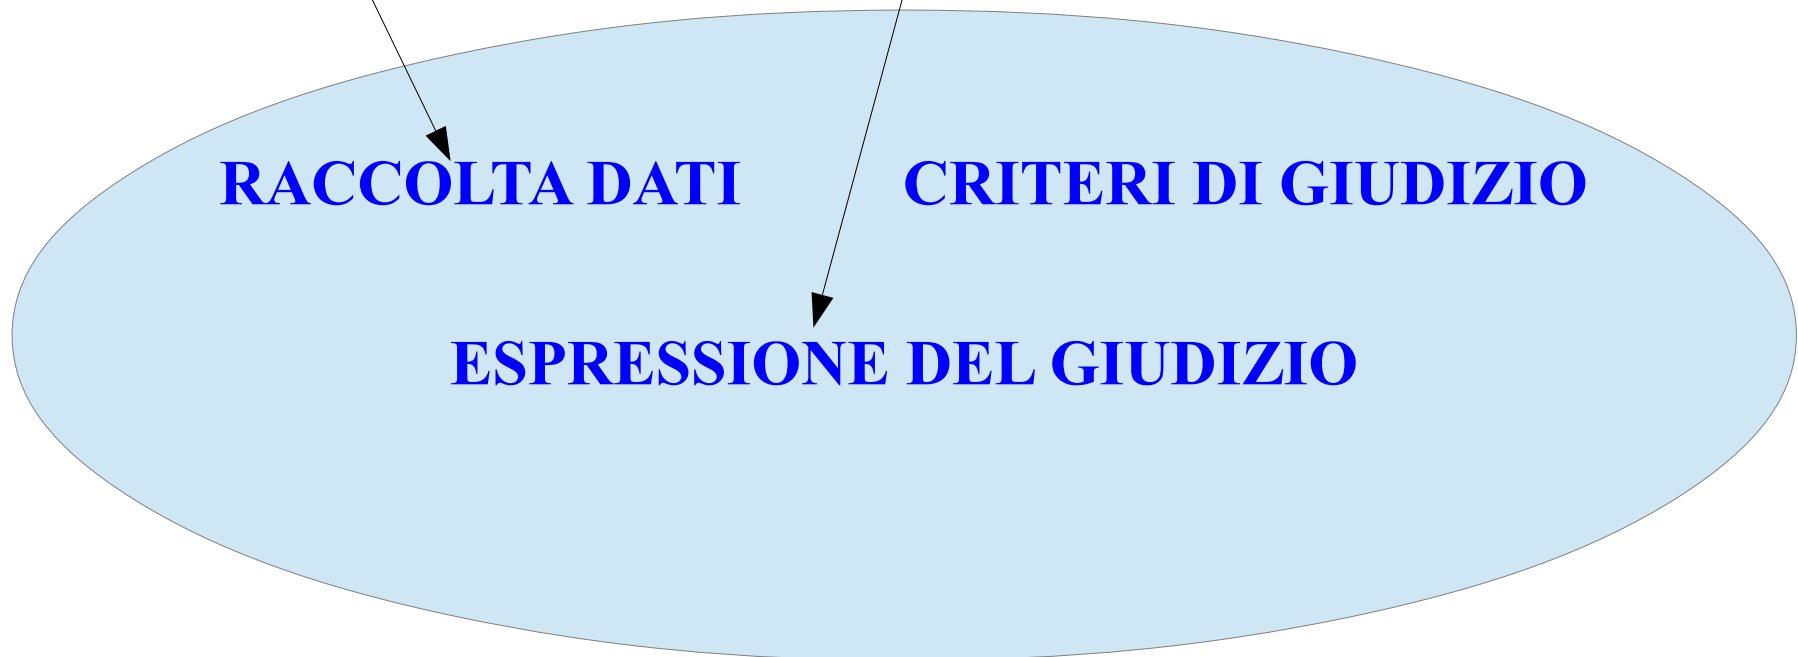 RACCOLTA DATI CRITERI DI GIUDIZIO
ESPRESSIONE DEL GIUDIZIO